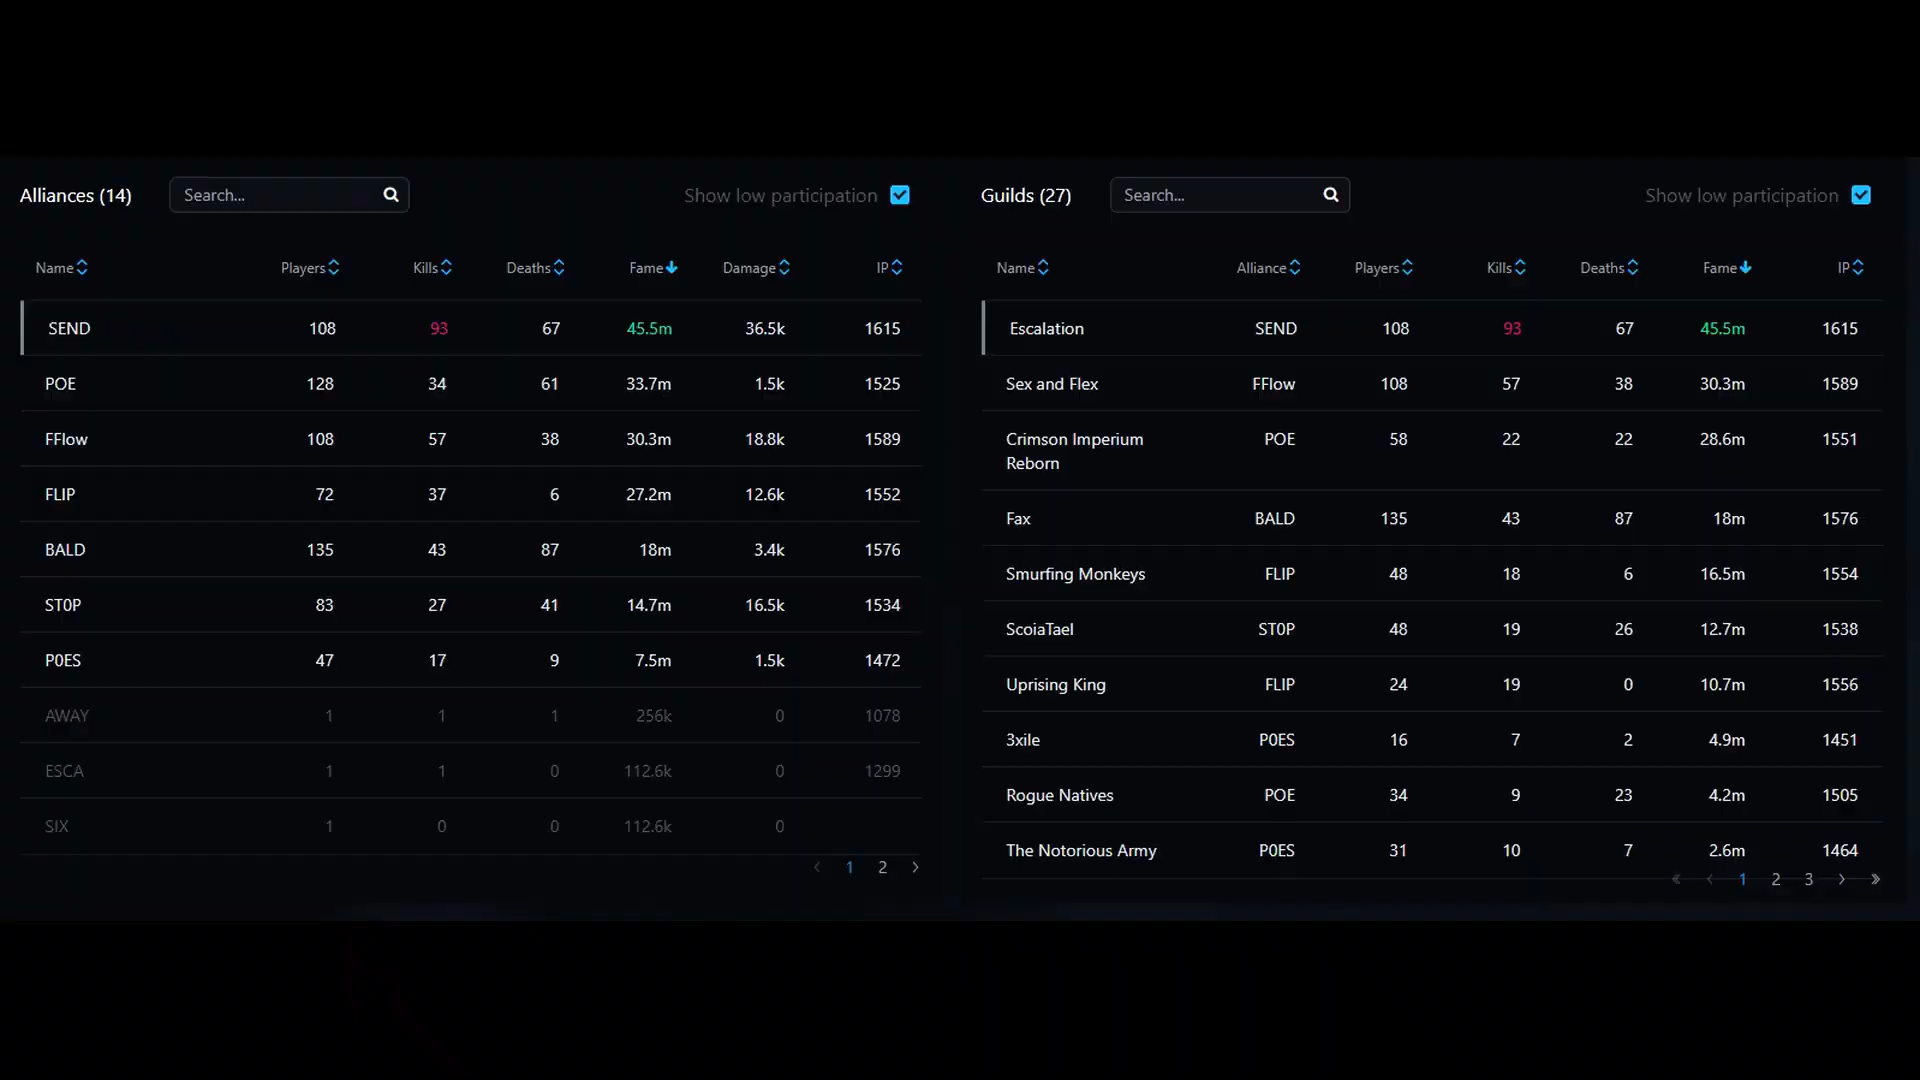 Alliances (14) Search... Show low participation
Name Players Kills Deaths Fame Damage IP
SEND 108 93 67 45.5m 36.5k 1615
POE 128 34 61 33.7m 1.5k 1525
FFlow 108 57 38 30.3m 18.8k 1589
FLIP 72 37 6 27.2m 12.6k 1552
BALD 135 43 87 18m 3.4k 1576
ST0P 83 27 41 14.7m 16.5k 1534
P0ES 47 17 9 7.5m 1.5k 1472
AWAY 1 1 1 256k 0 1078
ESCA 1 1 0 112.6k 0 1299
SIX 1 0 0 112.6k 0
1 2
Guilds (27) Search... Show low participation
Name Alliance Players Kills Deaths Fame IP
Escalation SEND 108 93 67 45.5m 1615
Sex and Flex FFlow 108 57 38 30.3m 1589
Crimson Imperium POE 58 22 22 28.6m 1551
Reborn
Fax BALD 135 43 87 18m 1576
Smurfing Monkeys FLIP 48 18 6 16.5m 1554
ScoiaTael ST0P 48 19 26 12.7m 1538
Uprising King FLIP 24 19 0 10.7m 1556
3xile P0ES 16 7 2 4.9m 1451
Rogue Natives POE 34 9 23 4.2m 1505
The Notorious Army P0ES 31 10 7 2.6m 1464
1 2 3